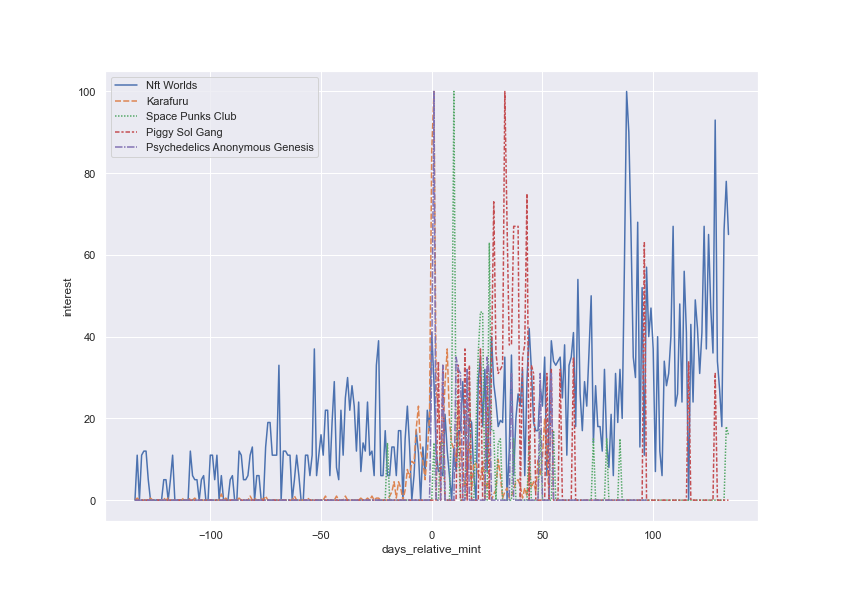 Nft Worlds
Karafuru
Space Punks Club
Piggy Sol Gang
Psychedelics Anonymous Genesis
100
80
60
40
20
0
interest
−100
−50
0
50
100
days_relative_mint